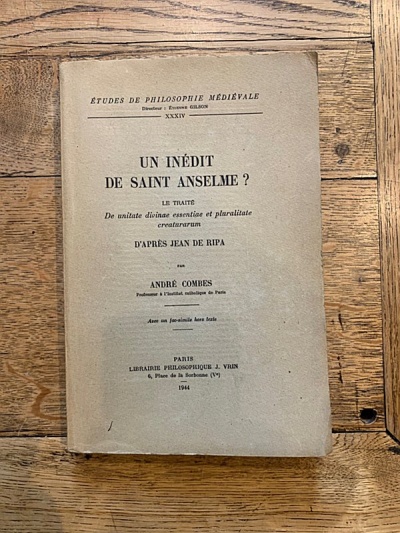 ÉTUDES DE PHILOSOPHIE MÉDIÉVALE
Directeur : Étienne GILSON
XXXIV
UN INÉDIT
DE SAINT ANSELME ?
LE TRAITÉ
De unitate divinae essentiae et pluralitate
creaturarum
D'APRÈS JEAN DE RIPA
PAR
ANDRÉ COMBES
Professeur à l'Institut catholique de Paris
Avec un fac-similé hors texte
PARIS
LIBRAIRIE PHILOSOPHIQUE J. VRIN
6, Place de la Sorbonne (Vᵉ)
1944